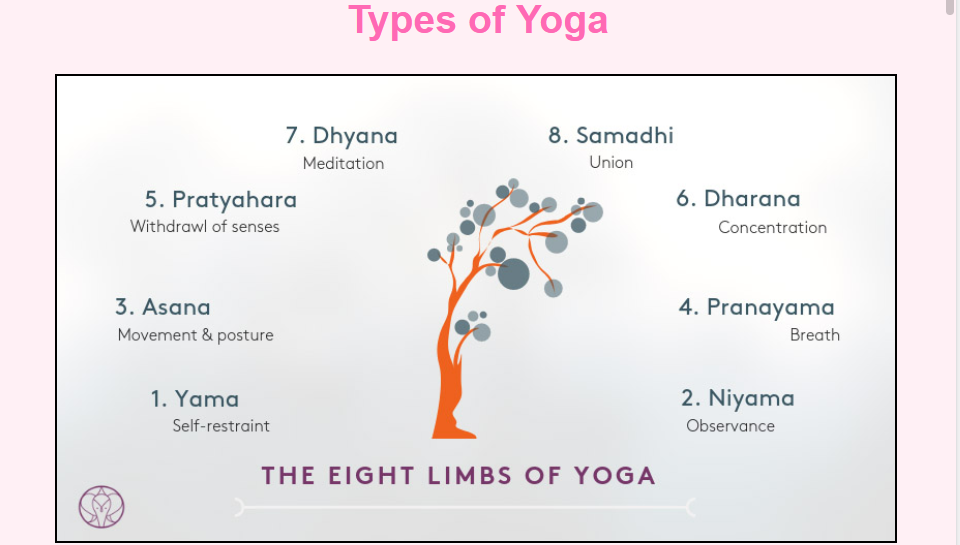 Types of Yoga
7. Dhyana
Meditation
8. Samadhi
Union
5. Pratyahara
Withdrawl of senses
6. Dharana
Concentration
3. Asana
Movement & posture
4. Pranayama
Breath
1. Yama
Self-restraint
2. Niyama
Observance
THE EIGHT LIMBS OF YOGA